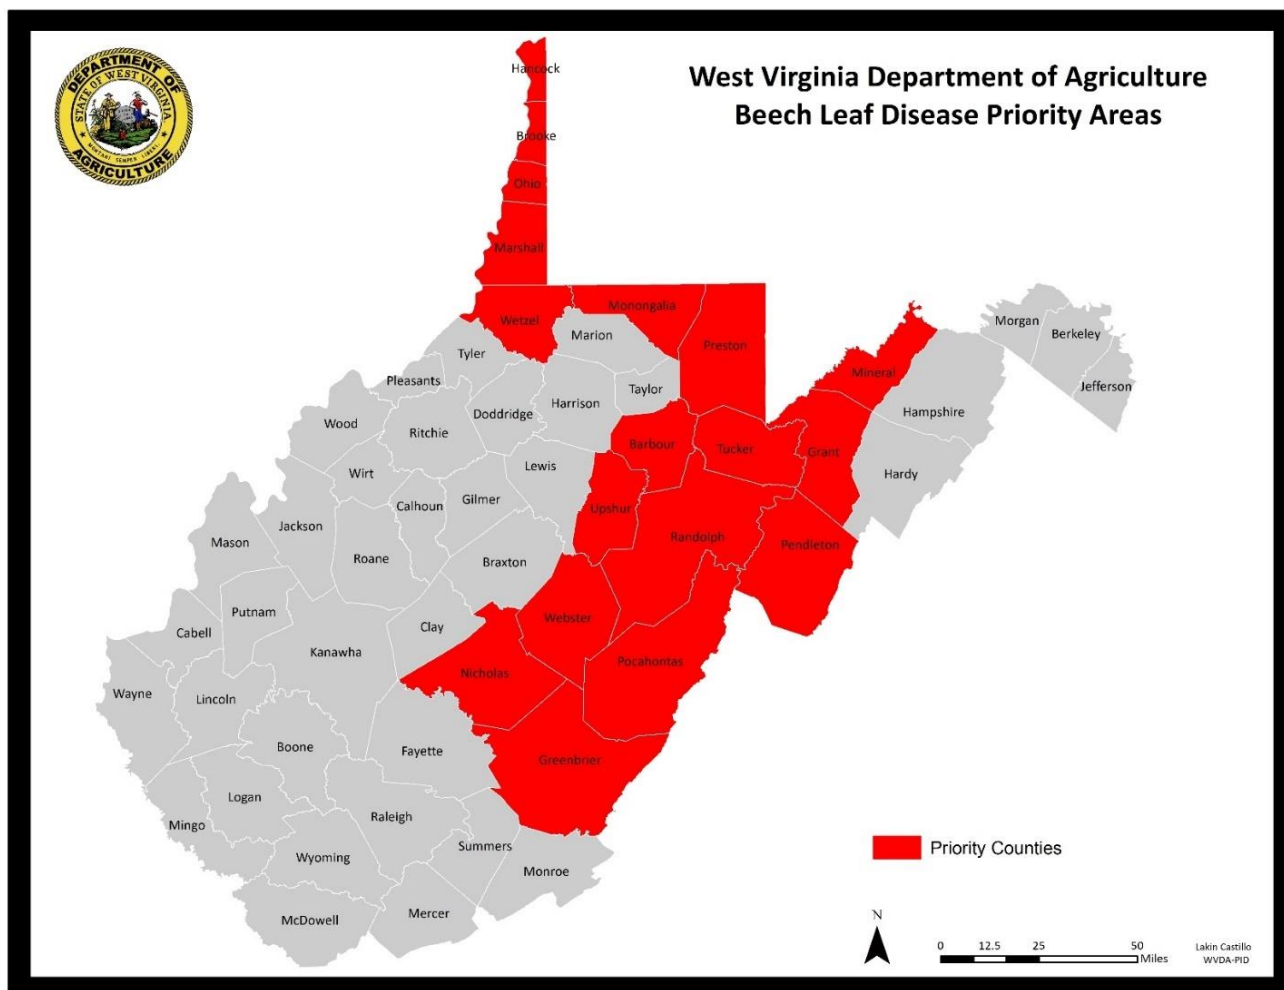 West Virginia Department of Agriculture
Beech Leaf Disease Priority Areas
DEPARTMENT OF
AGRICULTURE
STATE OF WEST VIRGINIA
MONTANI SEMPER LIBERI
Hancock
Brooke
Ohio
Marshall
Wetzel
Monongalia
Marion
Preston
Morgan
Berkeley
Jefferson
Mineral
Hampshire
Tyler
Pleasants
Taylor
Harrison
Doddridge
Wood
Ritchie
Barbour
Tucker
Grant
Hardy
Lewis
Wirt
Gilmer
Calhoun
Upshur
Jackson
Randolph
Pendleton
Mason
Roane
Braxton
Putnam
Webster
Clay
Cabell
Kanawha
Pocahontas
Nicholas
Wayne
Lincoln
Boone
Fayette
Greenbrier
Logan
Raleigh
Mingo
Summers
Wyoming
Monroe
McDowell
Mercer
Priority Counties
N
0 12.5 25 50
Miles
Lakin Castillo
WVDA-PID